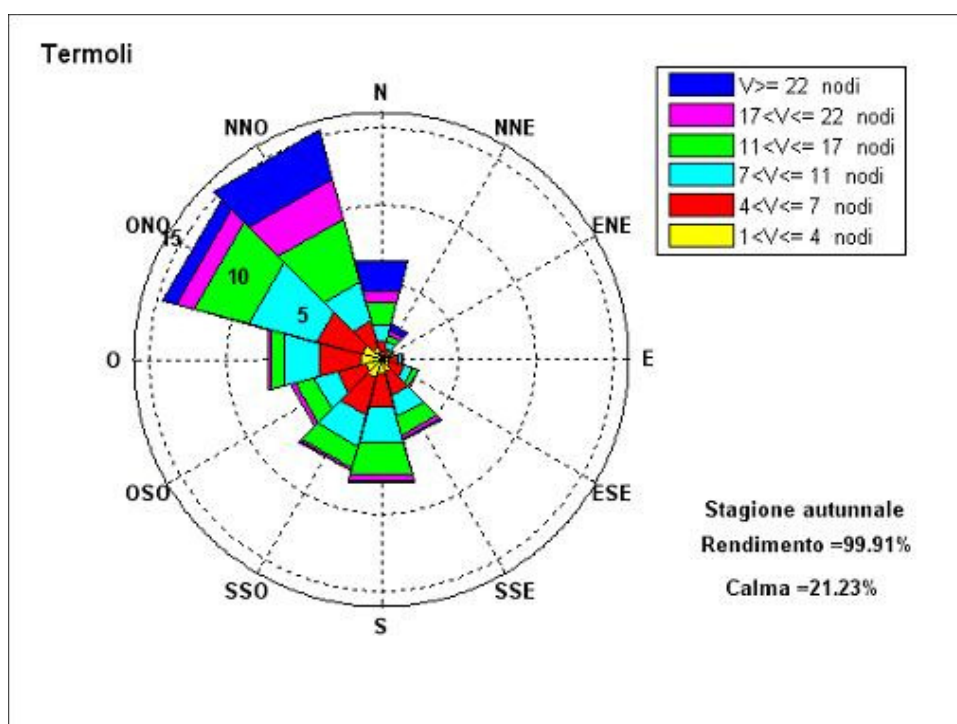 Termoli
V>= 22 nodi
17<V<= 22 nodi
11<V<= 17 nodi
7<V<= 11 nodi
4<V<= 7 nodi
1<V<= 4 nodi
N
NNO
NNE
ONO
15
ENE
10
5
0
O
E
OSO
ESE
SSO
SSE
S
Stagione autunnale
Rendimento =99.91%
Calma =21.23%